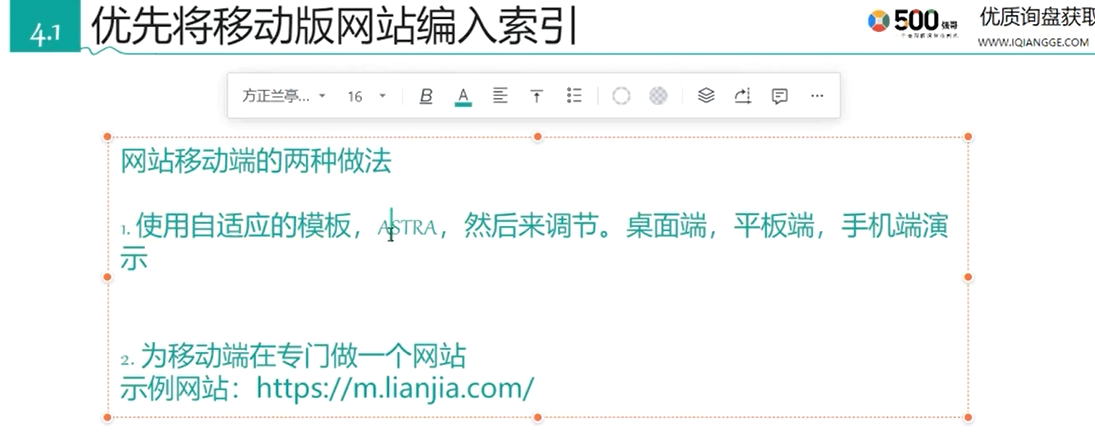 4.1 优先将移动版网站编入索引
500强哥
优质询盘获取
WWW.IQIANGGE.COM
方正兰亭... 16 B A
网站移动端的两种做法
1. 使用自适应的模板，ASTRA，然后来调节。桌面端，平板端，手机端演
示
2. 为移动端在专门做一个网站
示例网站：https://m.lianjia.com/